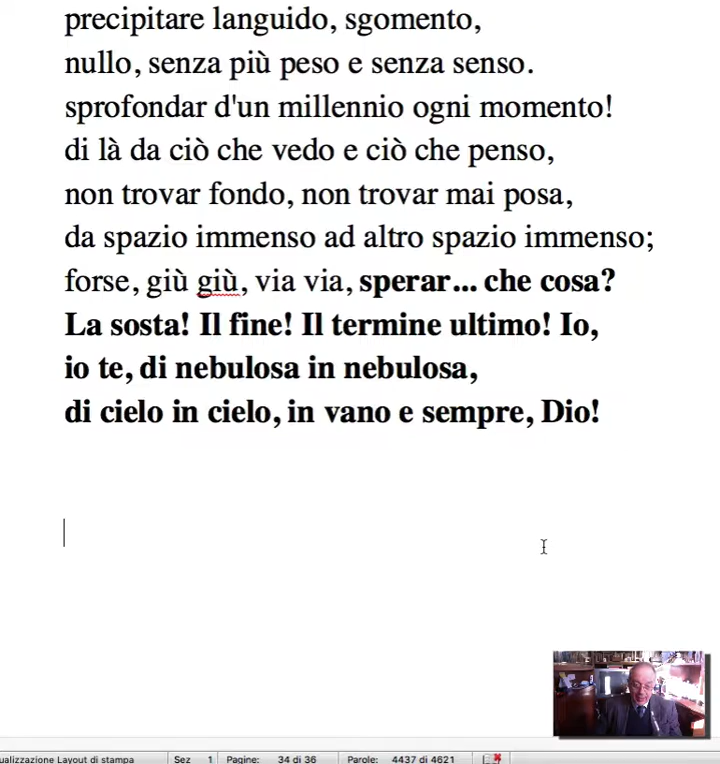 precipitare languido, sgomento,
nullo, senza più peso e senza senso.
sprofondar d'un millennio ogni momento!
di là da ciò che vedo e ciò che penso,
non trovar fondo, non trovar mai posa,
da spazio immenso ad altro spazio immenso;
forse, giù giù, via via, sperar... che cosa?
La sosta! Il fine! Il termine ultimo! Io,
io te, di nebulosa in nebulosa,
di cielo in cielo, in vano e sempre, Dio!
ualizzazione Layout di stampa Sez 1 Pagine: 34 di 36 Parole: 4437 di 4621